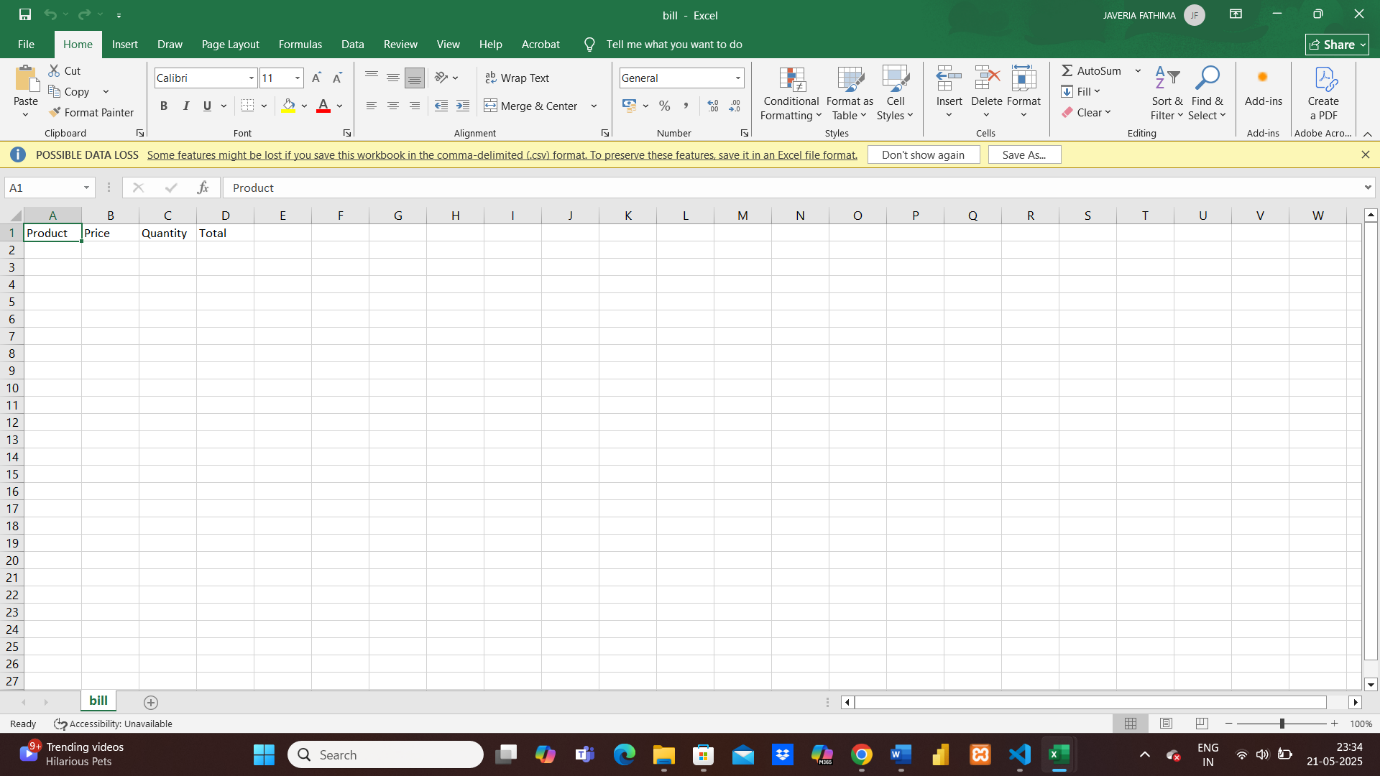 bill - Excel
JAVERIA FATHIMA JF
File Home Insert Draw Page Layout Formulas Data Review View Help Acrobat Tell me what you want to do Share
Paste
Cut
Copy
Format Painter
Clipboard
Calibri 11
B I U
Font
Wrap Text
Merge & Center
Alignment
General
Number
Conditional Formatting
Format as Table
Cell Styles
Styles
Insert Delete Format
Cells
AutoSum
Fill
Clear
Sort & Filter
Find & Select
Editing
Add-ins
Add-ins
Create a PDF
Adobe Acro...
POSSIBLE DATA LOSS Some features might be lost if you save this workbook in the comma-delimited (.csv) format. To preserve these features, save it in an Excel file format. Don't show again Save As...
A1 fx Product
A B C D E F G H I J K L M N O P Q R S T U V W
1 Product Price Quantity Total
2
3
4
5
6
7
8
9
10
11
12
13
14
15
16
17
18
19
20
21
22
23
24
25
26
27
bill
Ready Accessibility: Unavailable 100%
9+ Trending videos
Hilarious Pets
Search
M365
ENG
IN
23:34
21-05-2025